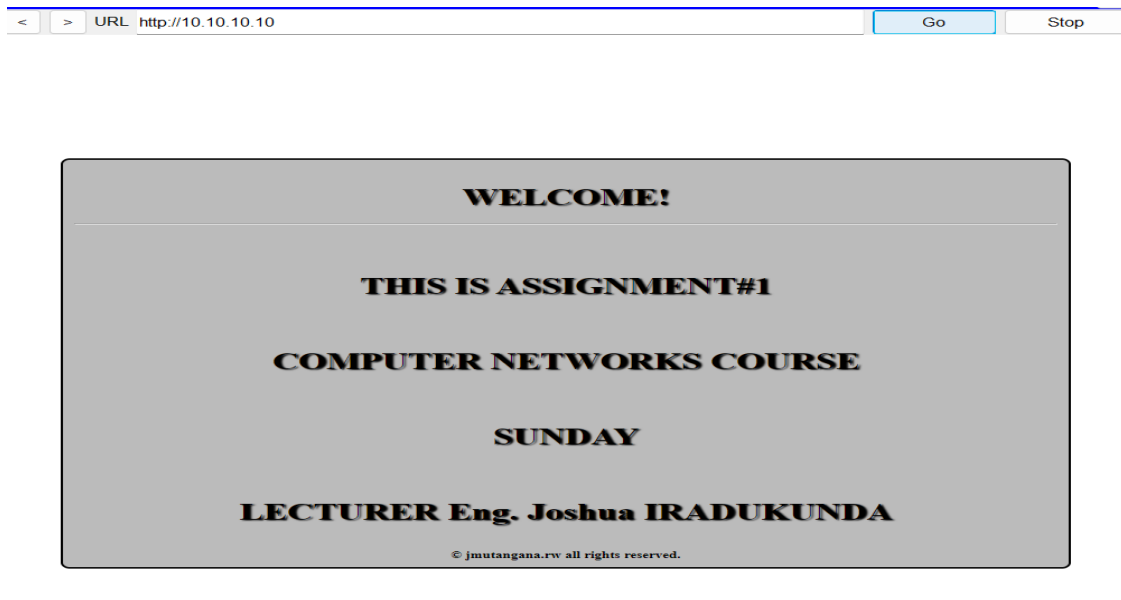 < > URL http://10.10.10.10 Go Stop
WELCOME!
THIS IS ASSIGNMENT#1
COMPUTER NETWORKS COURSE
SUNDAY
LECTURER Eng. Joshua IRADUKUNDA
© jmutangana.rw all rights reserved.